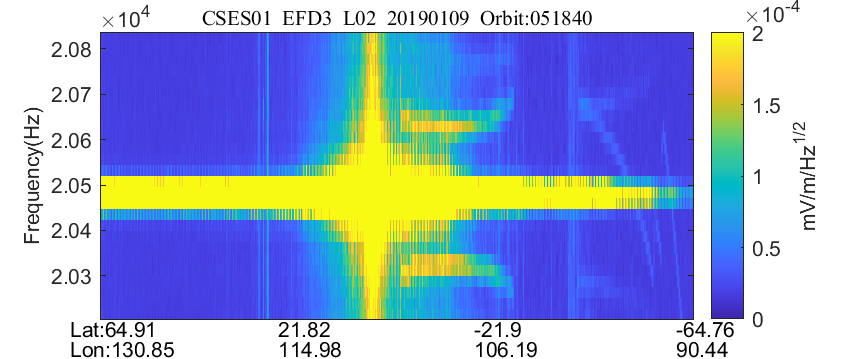 CSES01 EFD3 L02 20190109 Orbit:051840
×10⁴
×10⁻⁴
Frequency(Hz)
2.08
2.07
2.06
2.05
2.04
2.03
2
1.5
1
0.5
0
mV/m/Hz^1/2
Lat:64.91 21.82 -21.9 -64.76
Lon:130.85 114.98 106.19 90.44